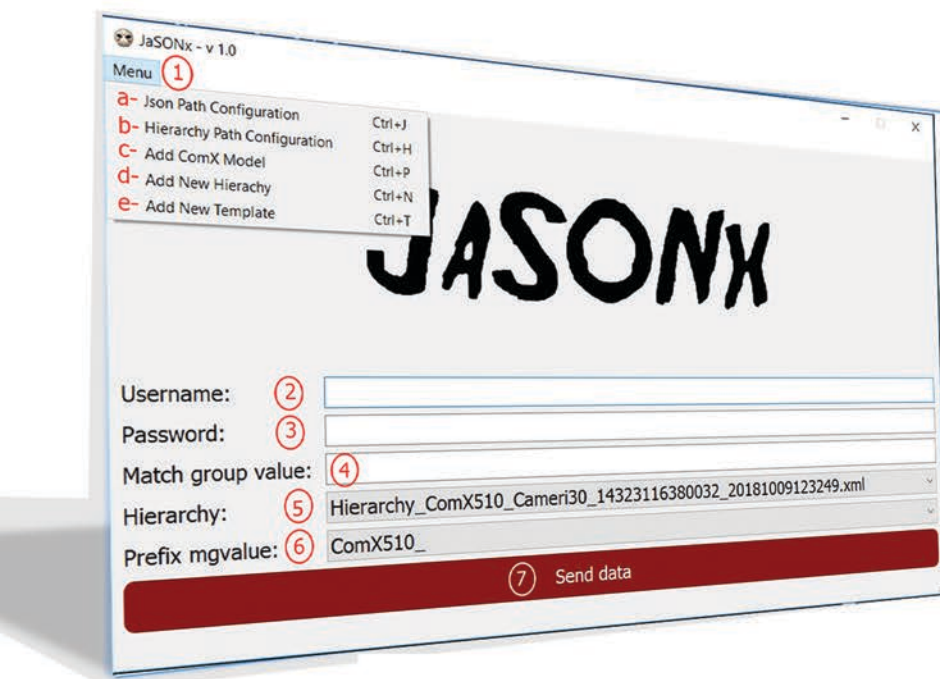 JaSONx - v 1.0
Menu 1
a- Json Path Configuration Ctrl+J
b- Hierarchy Path Configuration Ctrl+H
c- Add ComX Model Ctrl+P
d- Add New Hierachy Ctrl+N
e- Add New Template Ctrl+T
JASONX
Username: 2
Password: 3
Match group value: 4
Hierarchy: 5 Hierarchy_ComX510_Cameri30_14323116380032_20181009123249.xml
Prefix mgvalue: 6 ComX510_
7 Send data